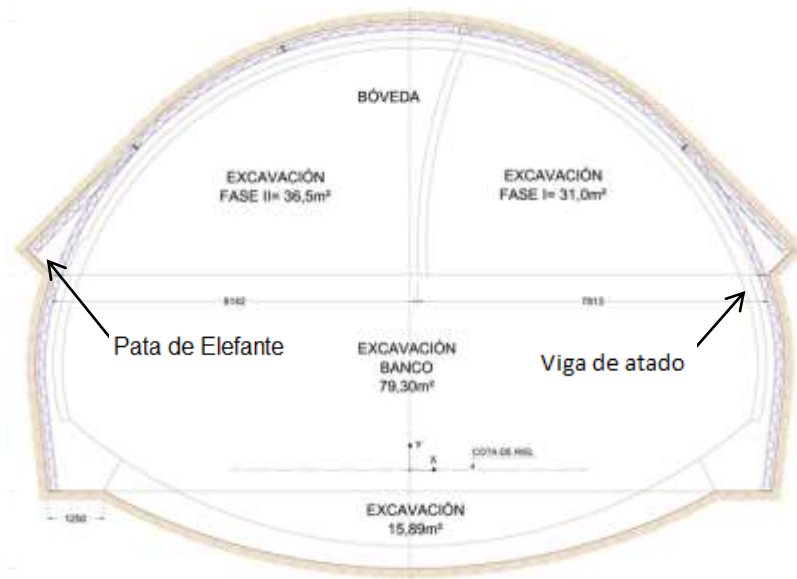 BÓVEDA
EXCAVACIÓN
FASE II= 36,5m²
EXCAVACIÓN
FASE I= 31,0m²
7813
Pata de Elefante
EXCAVACIÓN
BANCO
79,30m²
Viga de atado
Y
X
COTA DE RIEL
1250
EXCAVACIÓN
15,89m²